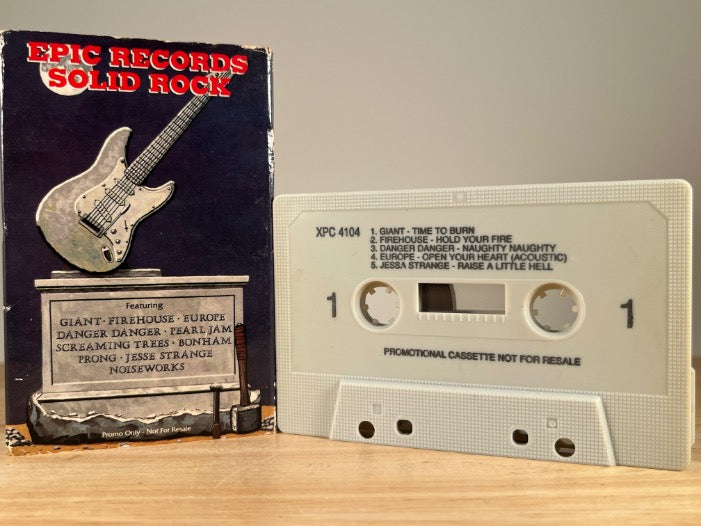 EPIC RECORDS
SOLID ROCK
Featuring
GIANT · FIREHOUSE · EUROPE
DANGER DANGER · PEARL JAM
SCREAMING TREES · BONHAM
PRONG · JESSE STRANGE
NOISEWORKS
Promo Only - Not For Resale
XPC 4104
1. GIANT - TIME TO BURN
2. FIREHOUSE - HOLD YOUR FIRE
3. DANGER DANGER - NAUGHTY NAUGHTY
4. EUROPE - OPEN YOUR HEART (ACOUSTIC)
5. JESSA STRANGE - RAISE A LITTLE HELL
1
1
PROMOTIONAL CASSETTE NOT FOR RESALE